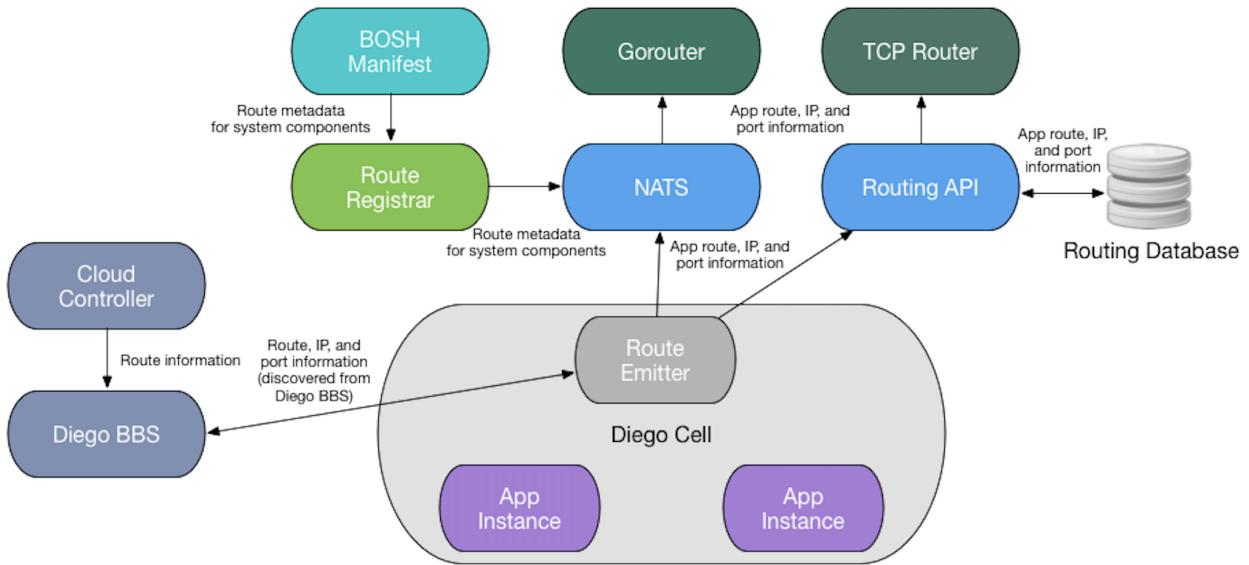 BOSH
Manifest
Gorouter
TCP Router
Route metadata
for system components
App route, IP, and
port information
App route, IP,
and port
information
Route
Registrar
NATS
Routing API
Routing Database
Route metadata
for system components
App route, IP, and
port information
Cloud
Controller
Route information
Route, IP, and
port information
(discovered from
Diego BBS)
Route
Emitter
Diego BBS
Diego Cell
App
Instance
App
Instance